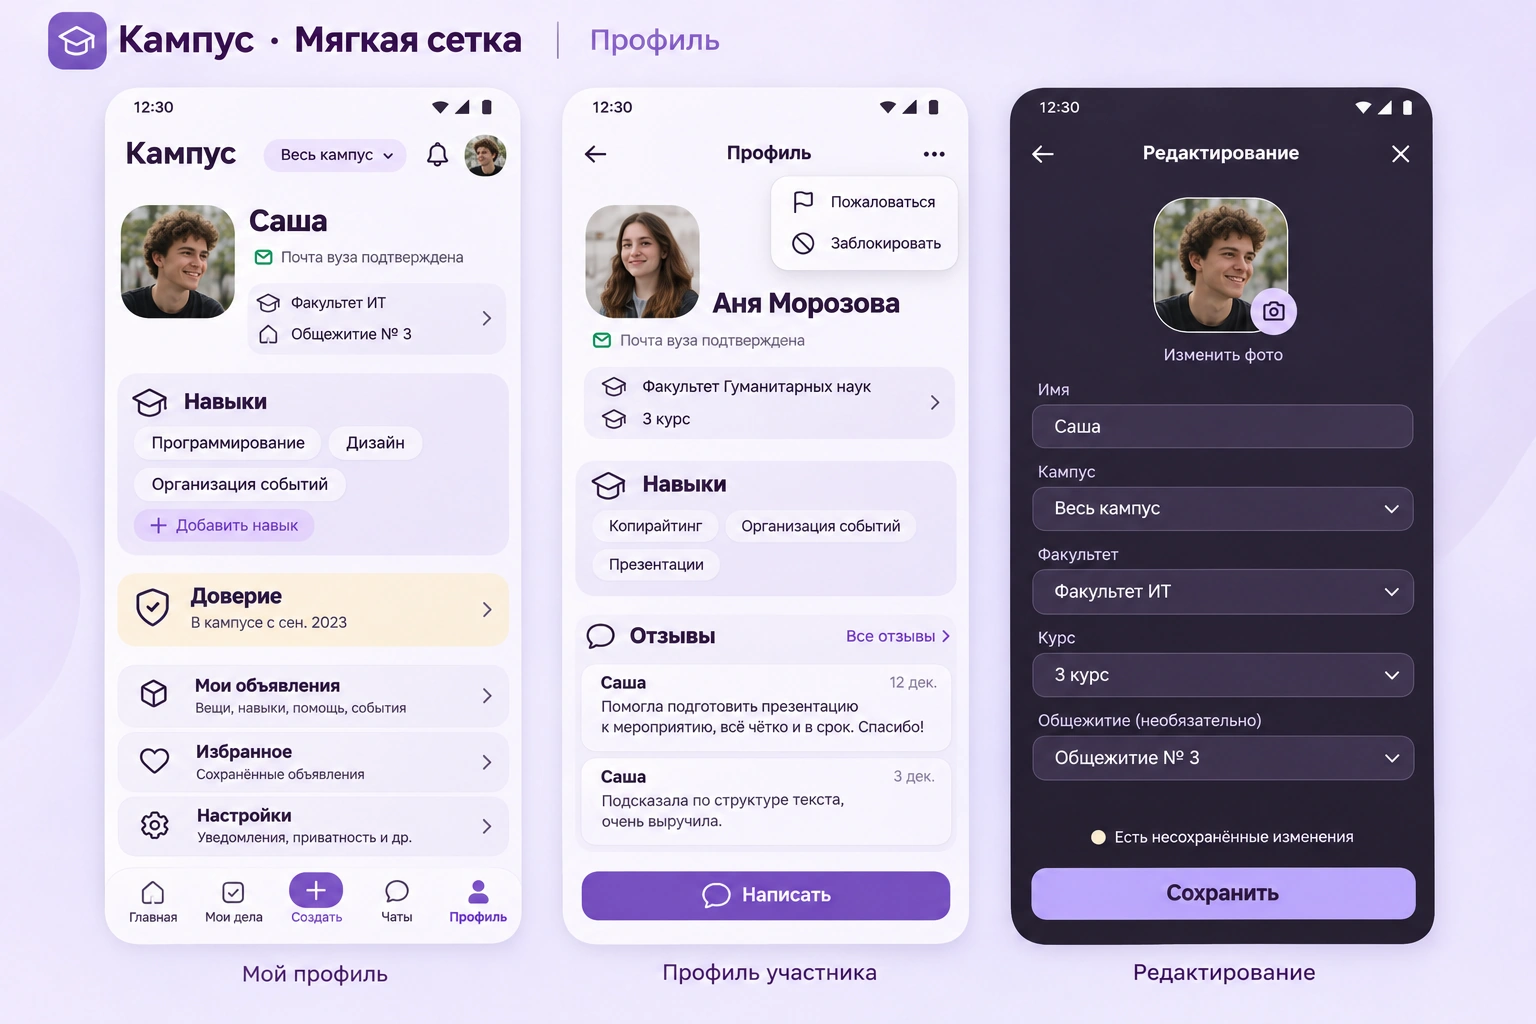 Кампус · Мягкая сетка
Профиль
12:30
Кампус
Весь кампус
Саша
Почта вуза подтверждена
Факультет ИТ
Общежитие № 3
Навыки
Программирование
Дизайн
Организация событий
+ Добавить навык
Доверие
В кампусе с сен. 2023
Мои объявления
Вещи, навыки, помощь, события
Избранное
Сохранённые объявления
Настройки
Уведомления, приватность и др.
Главная
Мои дела
Создать
Чаты
Профиль
Мой профиль
12:30
Профиль
Пожаловаться
Заблокировать
Аня Морозова
Почта вуза подтверждена
Факультет Гуманитарных наук
3 курс
Навыки
Копирайтинг
Организация событий
Презентации
Отзывы
Все отзывы
Саша
12 дек.
Помогла подготовить презентацию
к мероприятию, всё чётко и в срок. Спасибо!
Саша
3 дек.
Подсказала по структуре текста,
очень выручила.
Написать
Профиль участника
12:30
Редактирование
Изменить фото
Имя
Саша
Кампус
Весь кампус
Факультет
Факультет ИТ
Курс
3 курс
Общежитие (необязательно)
Общежитие № 3
Есть несохранённые изменения
Сохранить
Редактирование